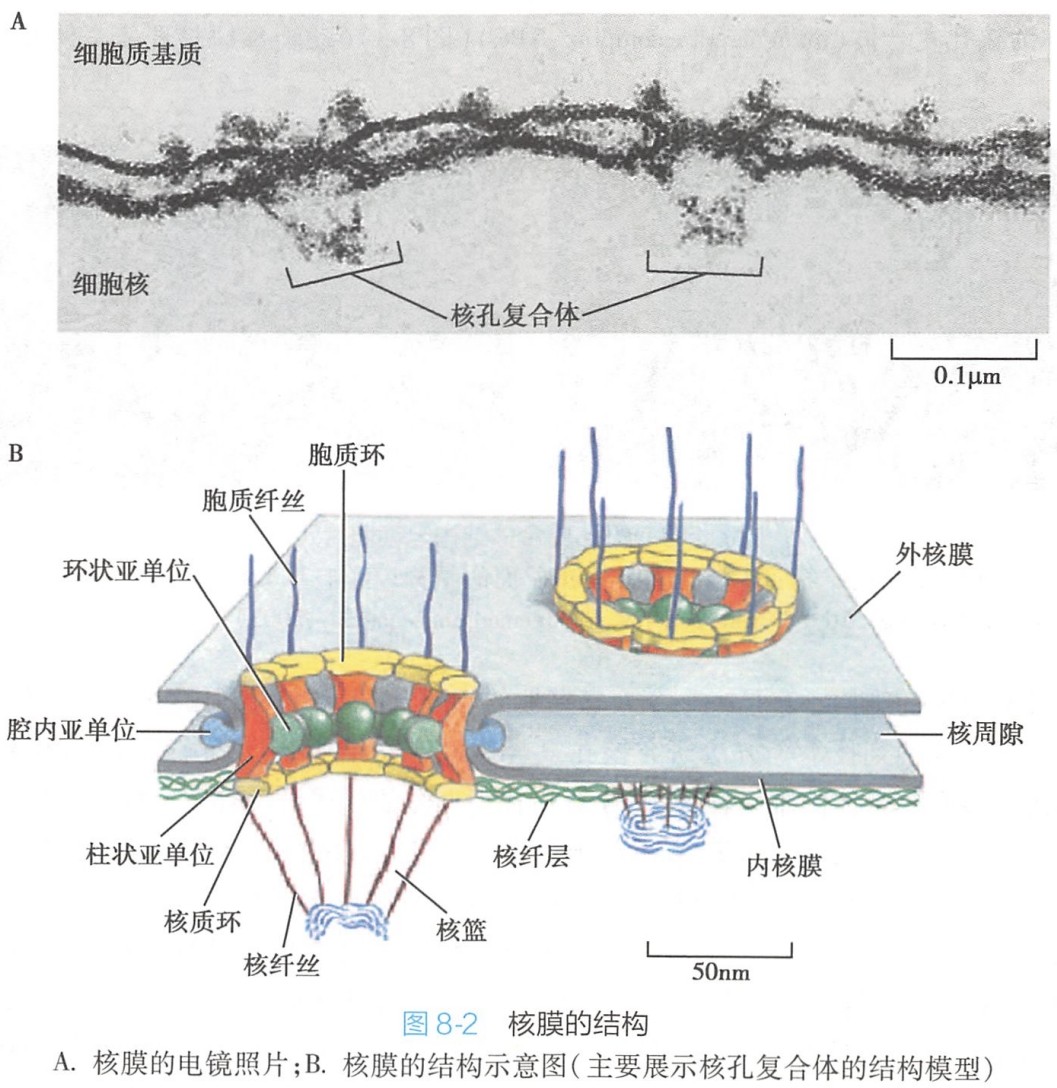 A
细胞质基质
细胞核
核孔复合体
0.1μm
B
胞质环
胞质纤丝
环状亚单位
外核膜
腔内亚单位
核周隙
柱状亚单位
核纤层
内核膜
核质环
核篮
核纤丝
50nm
图 8-2 核膜的结构
A. 核膜的电镜照片;B. 核膜的结构示意图(主要展示核孔复合体的结构模型)